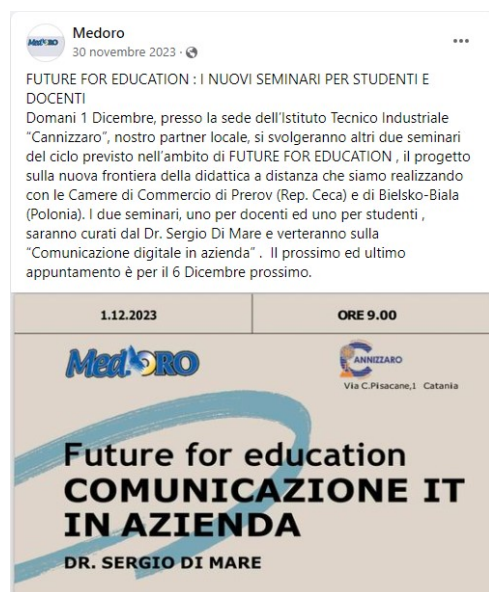 Medoro
30 novembre 2023 ·
FUTURE FOR EDUCATION : I NUOVI SEMINARI PER STUDENTI E
DOCENTI
Domani 1 Dicembre, presso la sede dell'Istituto Tecnico Industriale
"Cannizzaro", nostro partner locale, si svolgeranno altri due seminari
del ciclo previsto nell'ambito di FUTURE FOR EDUCATION , il progetto
sulla nuova frontiera della didattica a distanza che siamo realizzando
con le Camere di Commercio di Prerov (Rep. Ceca) e di Bielsko-Biala
(Polonia). I due seminari, uno per docenti ed uno per studenti ,
saranno curati dal Dr. Sergio Di Mare e verteranno sulla
"Comunicazione digitale in azienda" . Il prossimo ed ultimo
appuntamento è per il 6 Dicembre prossimo.
1.12.2023 ORE 9.00
Med.ORO
CANNIZZARO
Via C.Pisacane,1 Catania
Future for education
COMUNICAZIONE IT
IN AZIENDA
DR. SERGIO DI MARE